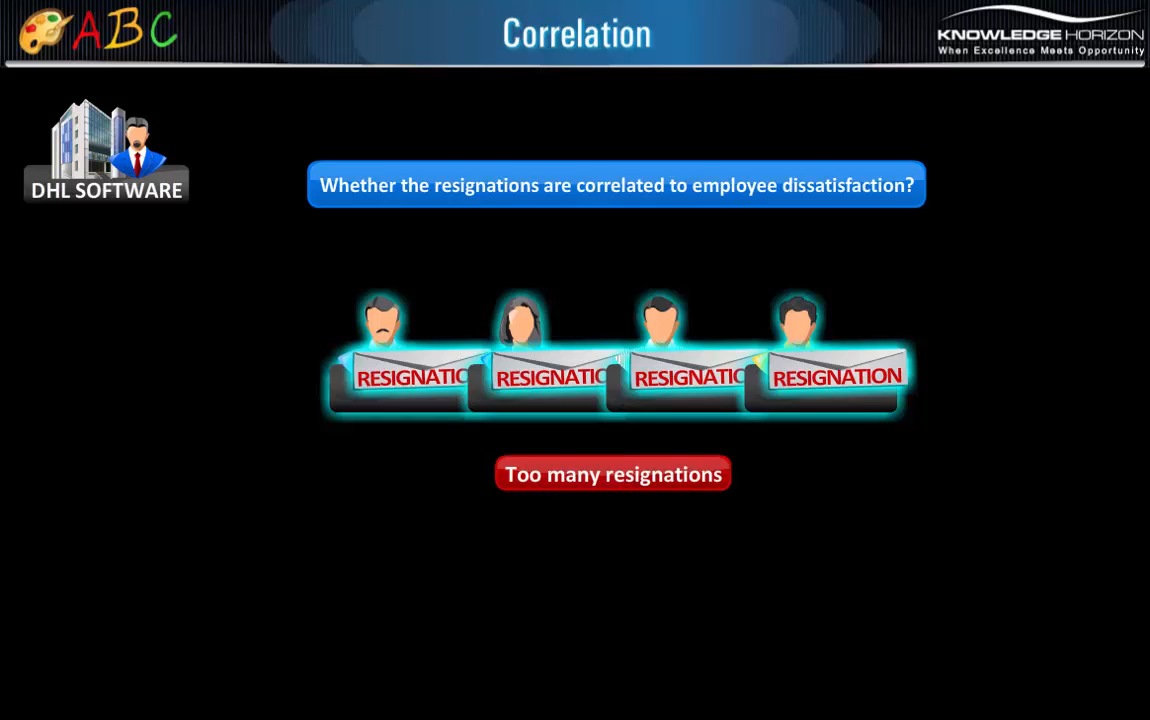 ABC
Correlation
KNOWLEDGE HORIZON
When Excellence Meets Opportunity
DHL SOFTWARE
Whether the resignations are correlated to employee dissatisfaction?
RESIGNATIO RESIGNATIO RESIGNATIO RESIGNATION
Too many resignations